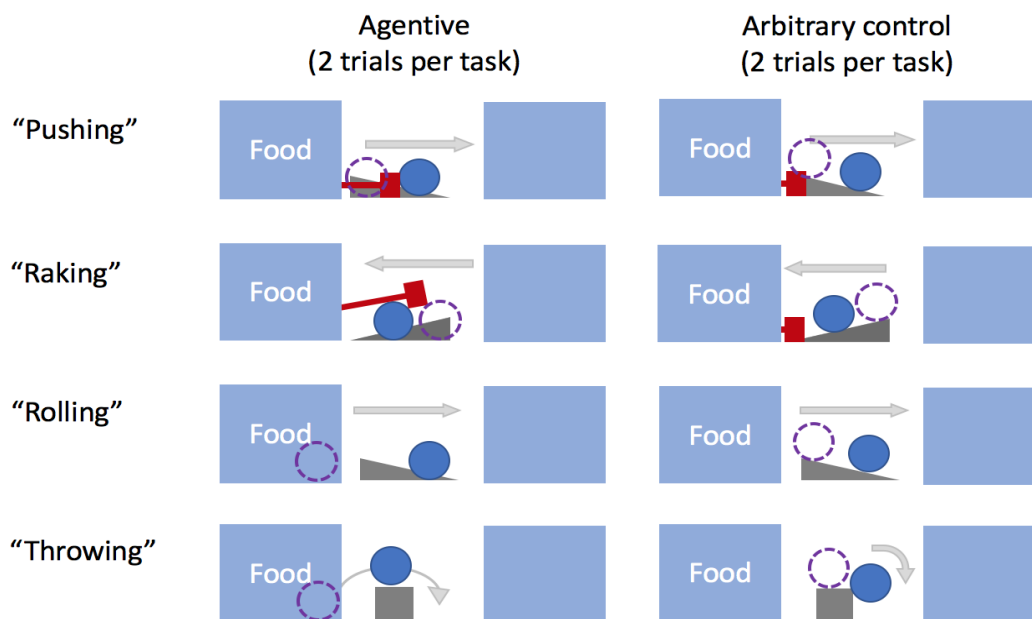 Agentive
(2 trials per task)
Arbitrary control
(2 trials per task)
“Pushing”
Food
Food
“Raking”
Food
Food
“Rolling”
Food
Food
“Throwing”
Food
Food